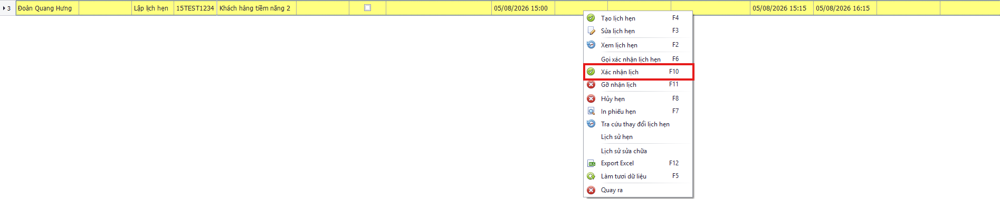 3 Đoàn Quang Hưng Lập lịch hẹn 15TEST1234 Khách hàng tiềm năng 2 05/08/2026 15:00 05/08/2026 15:15 05/08/2026 16:15
Tạo lịch hẹn F4
Sửa lịch hẹn F3
Xem lịch hẹn F2
Gọi xác nhận lịch hẹn F6
Xác nhận lịch F10
Gỡ nhận lịch F11
Hủy hẹn F8
In phiếu hẹn F7
Tra cứu thay đổi lịch hẹn
Lịch sử hẹn
Lịch sử sửa chữa
XLS Export Excel F12
Làm tươi dữ liệu F5
Quay ra